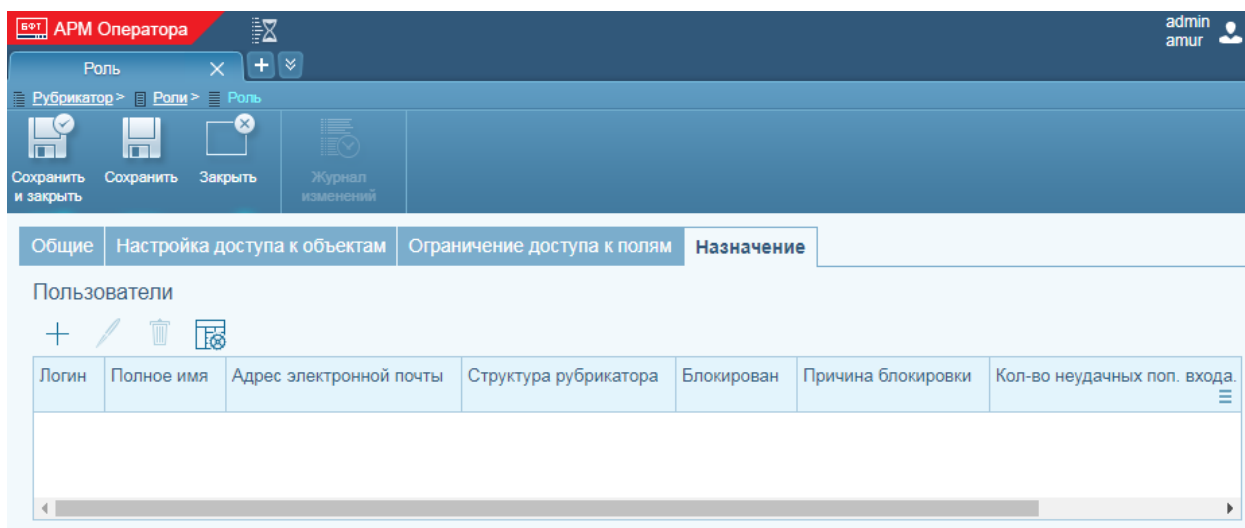 БФТ АРМ Оператора
admin
amur
Роль
Рубрикатор > Роли > Роль
Сохранить и закрыть
Сохранить
Закрыть
Журнал изменений
Общие Настройка доступа к объектам Ограничение доступа к полям Назначение
Пользователи
Логин Полное имя Адрес электронной почты Структура рубрикатора Блокирован Причина блокировки Кол-во неудачных поп. входа.